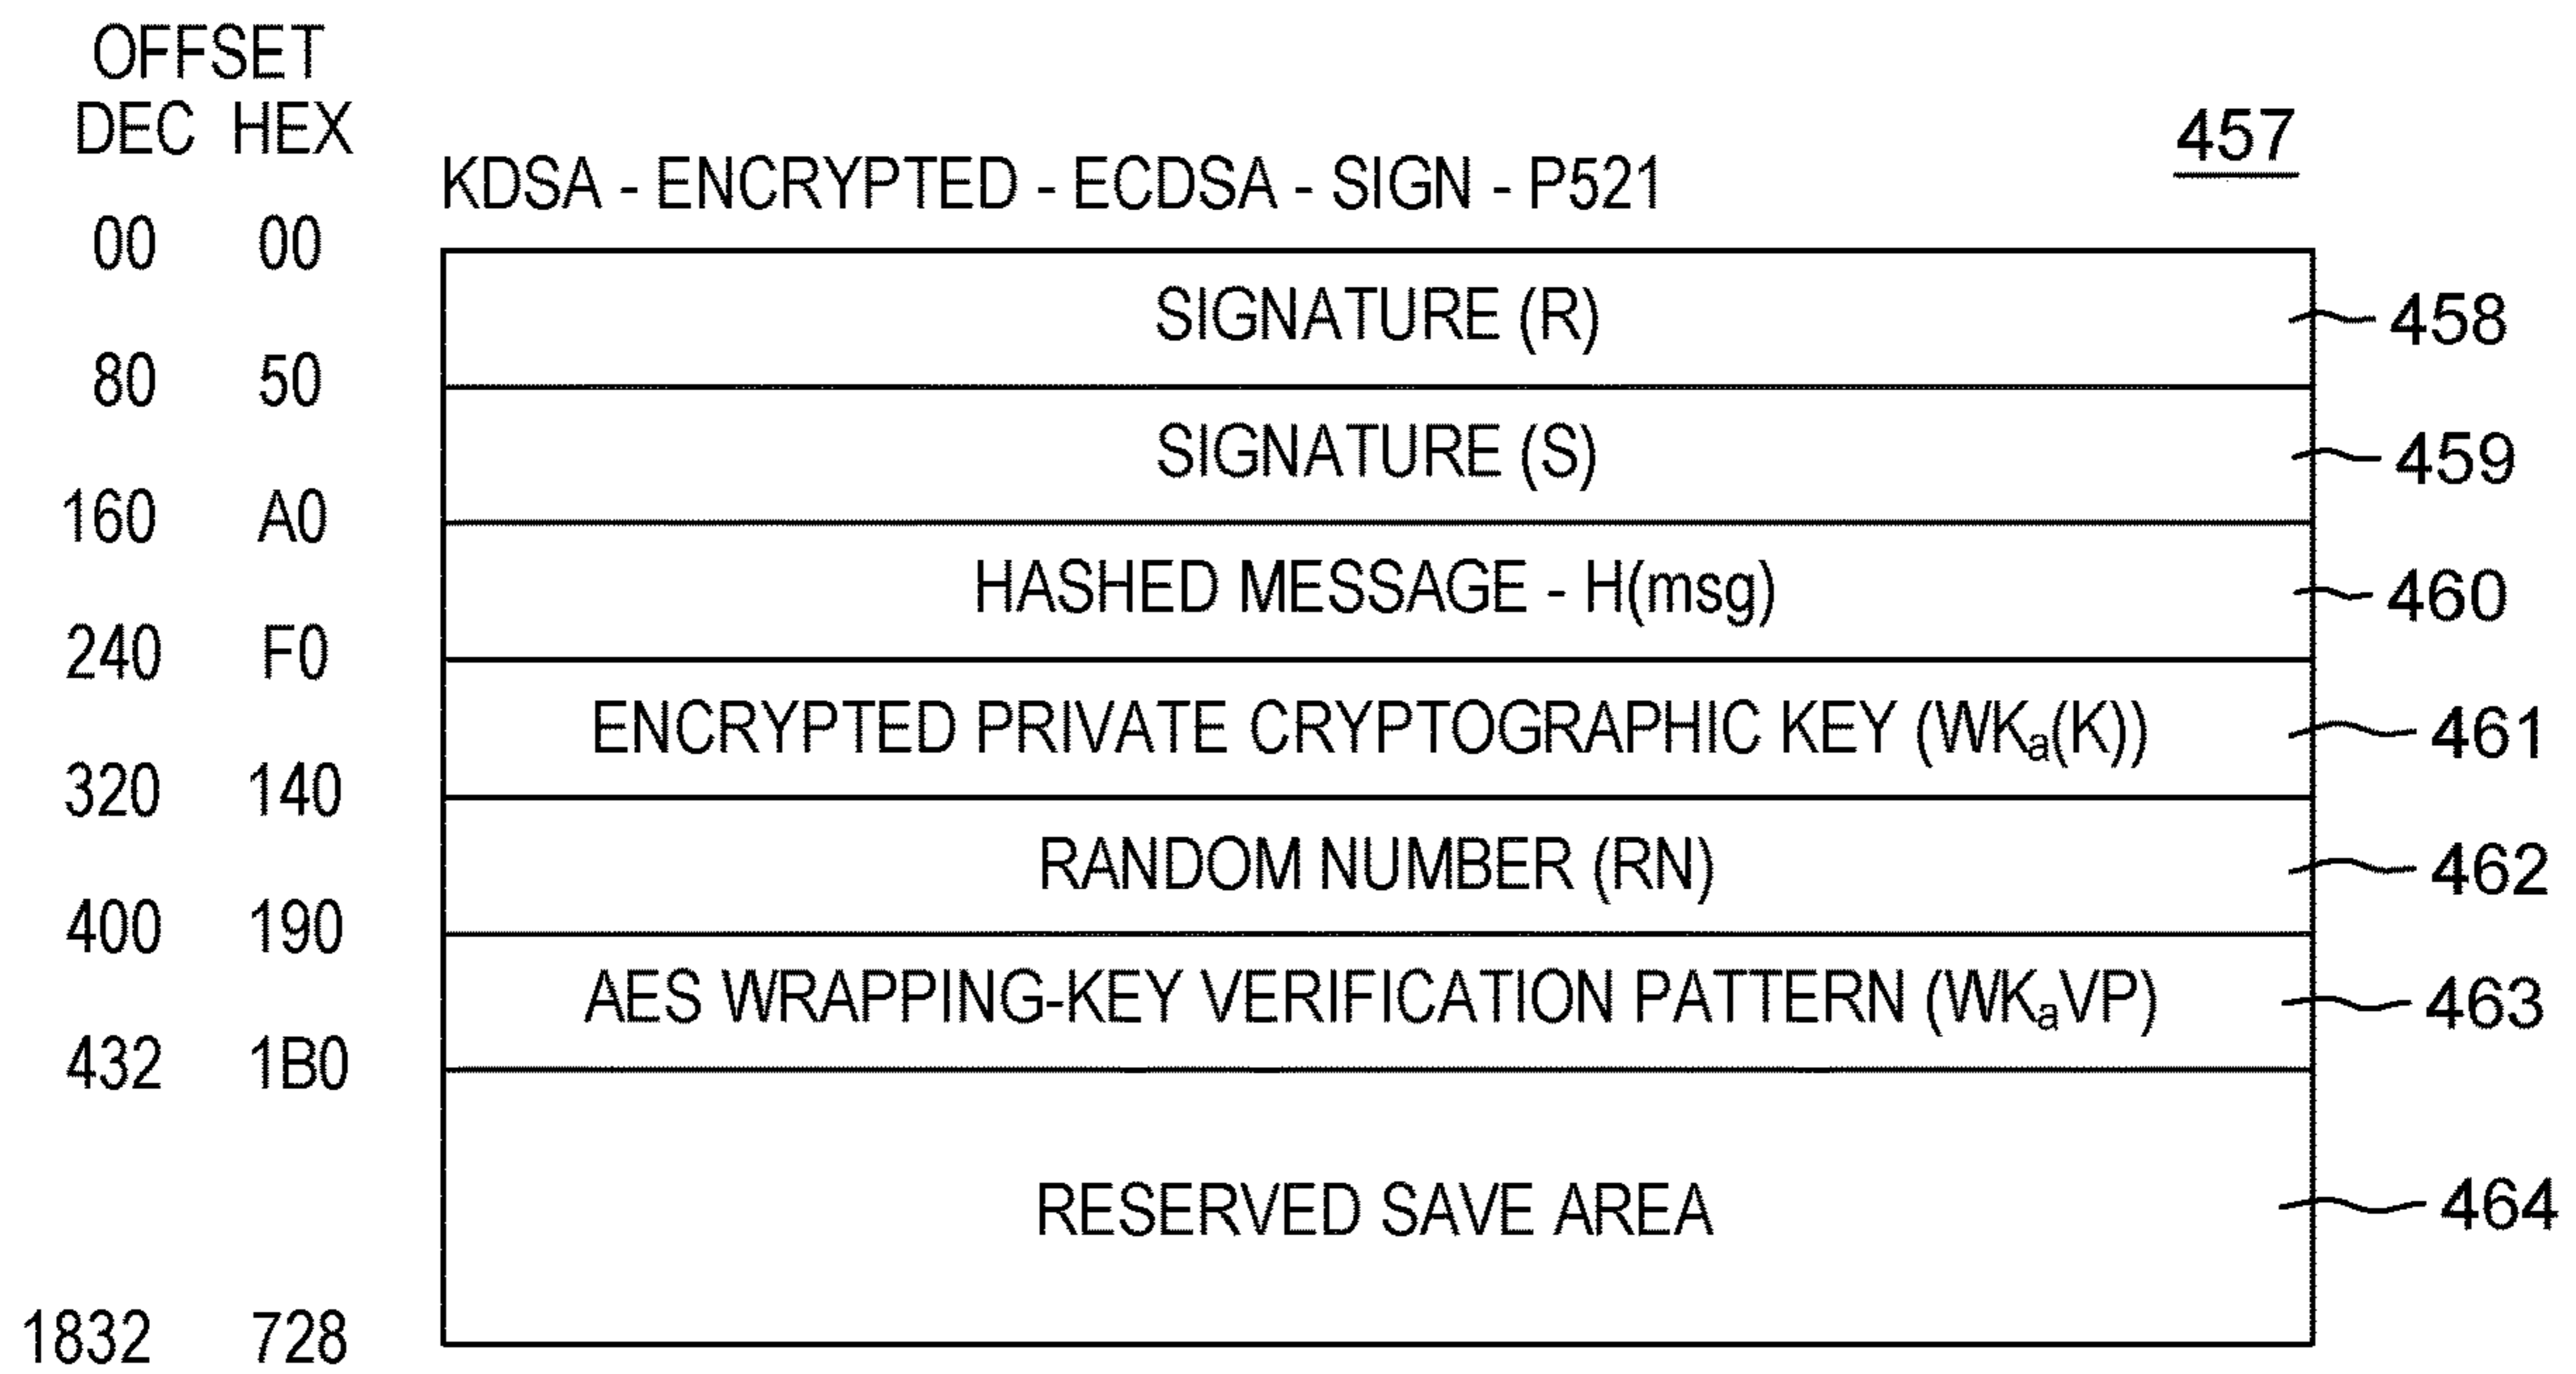 OFFSET
DEC HEX
457
KDSA - ENCRYPTED - ECDSA - SIGN - P521
00 00
SIGNATURE (R) 458
80 50
SIGNATURE (S) 459
160 A0
HASHED MESSAGE - H(msg) 460
240 F0
ENCRYPTED PRIVATE CRYPTOGRAPHIC KEY (WKa(K)) 461
320 140
RANDOM NUMBER (RN) 462
400 190
AES WRAPPING-KEY VERIFICATION PATTERN (WKaVP) 463
432 1B0
RESERVED SAVE AREA 464
1832 728